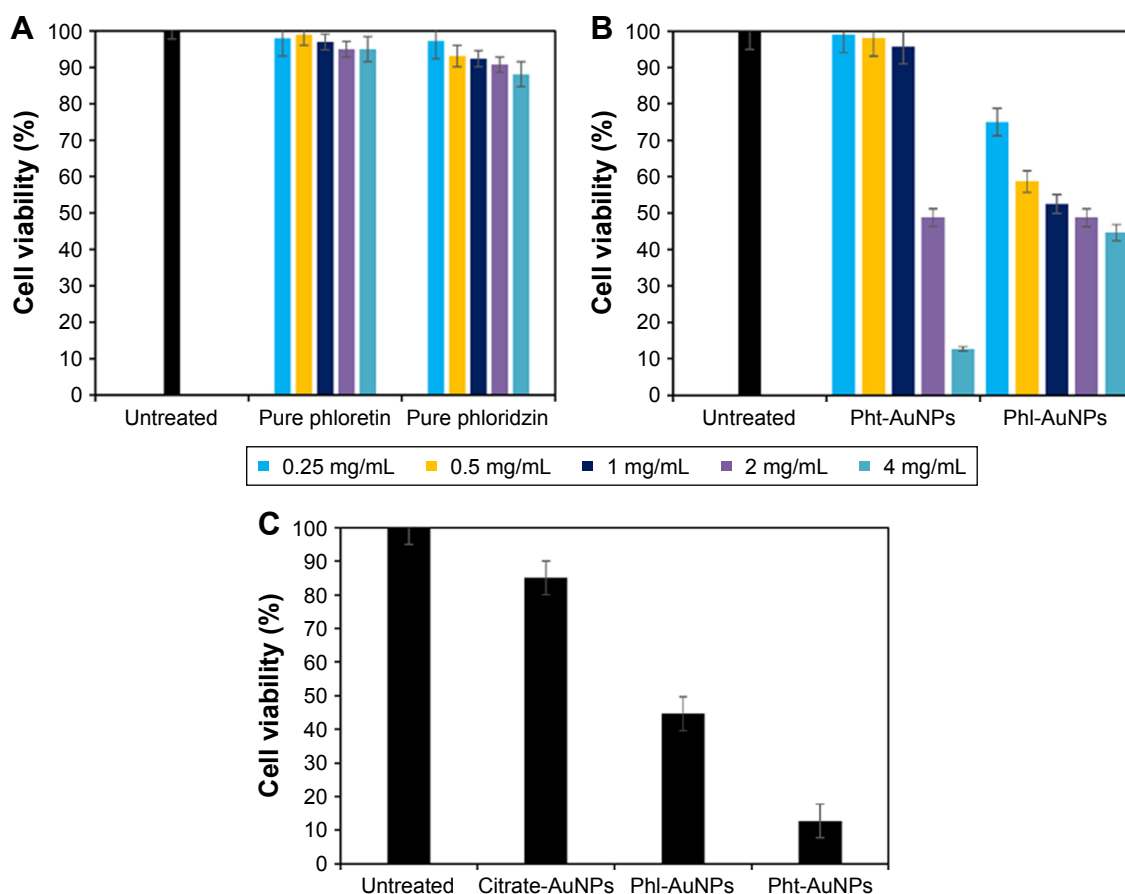 A
Cell viability (%)
100
90
80
70
60
50
40
30
20
10
0
Untreated
Pure phloretin
Pure phloridzin
B
Cell viability (%)
100
90
80
70
60
50
40
30
20
10
0
Untreated
Pht-AuNPs
Phl-AuNPs
0.25 mg/mL
0.5 mg/mL
1 mg/mL
2 mg/mL
4 mg/mL
C
Cell viability (%)
100
90
80
70
60
50
40
30
20
10
0
Untreated
Citrate-AuNPs
Phl-AuNPs
Pht-AuNPs